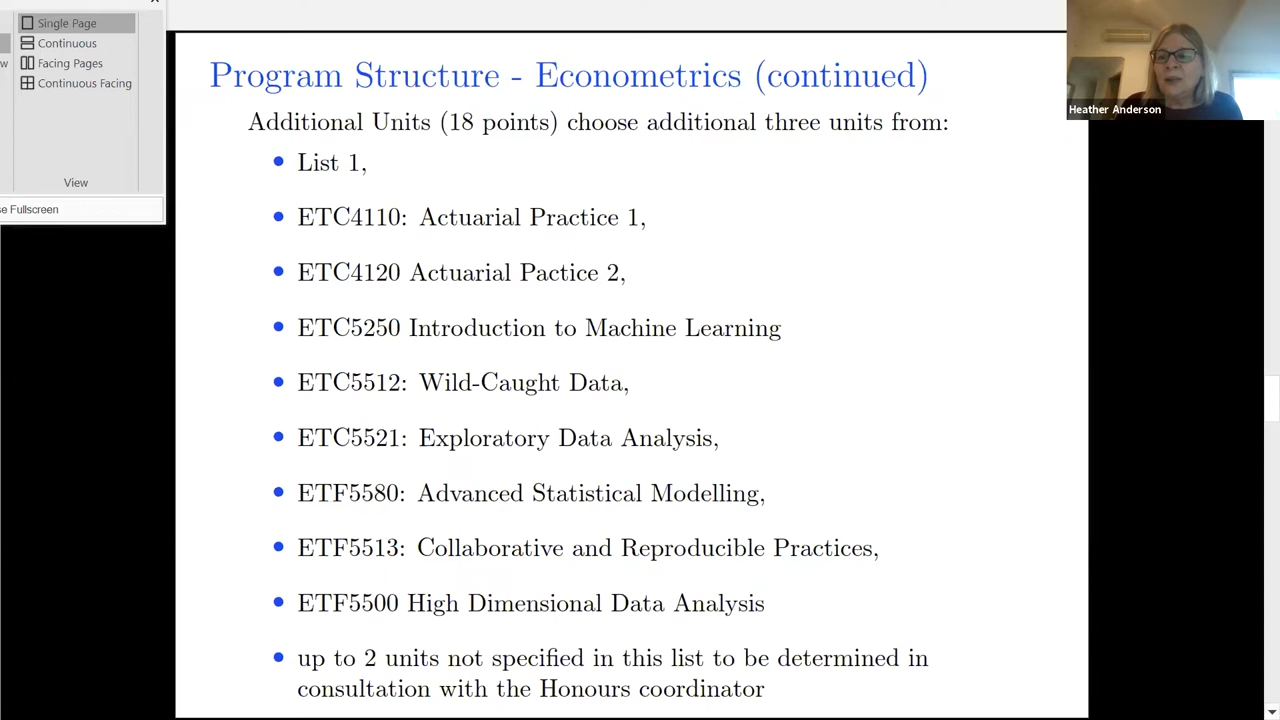 Single Page
Continuous
Facing Pages
Continuous Facing
View
Fullscreen
Program Structure - Econometrics (continued)
Additional Units (18 points) choose additional three units from:
• List 1,
• ETC4110: Actuarial Practice 1,
• ETC4120 Actuarial Pactice 2,
• ETC5250 Introduction to Machine Learning
• ETC5512: Wild-Caught Data,
• ETC5521: Exploratory Data Analysis,
• ETF5580: Advanced Statistical Modelling,
• ETF5513: Collaborative and Reproducible Practices,
• ETF5500 High Dimensional Data Analysis
• up to 2 units not specified in this list to be determined in
consultation with the Honours coordinator
Heather Anderson